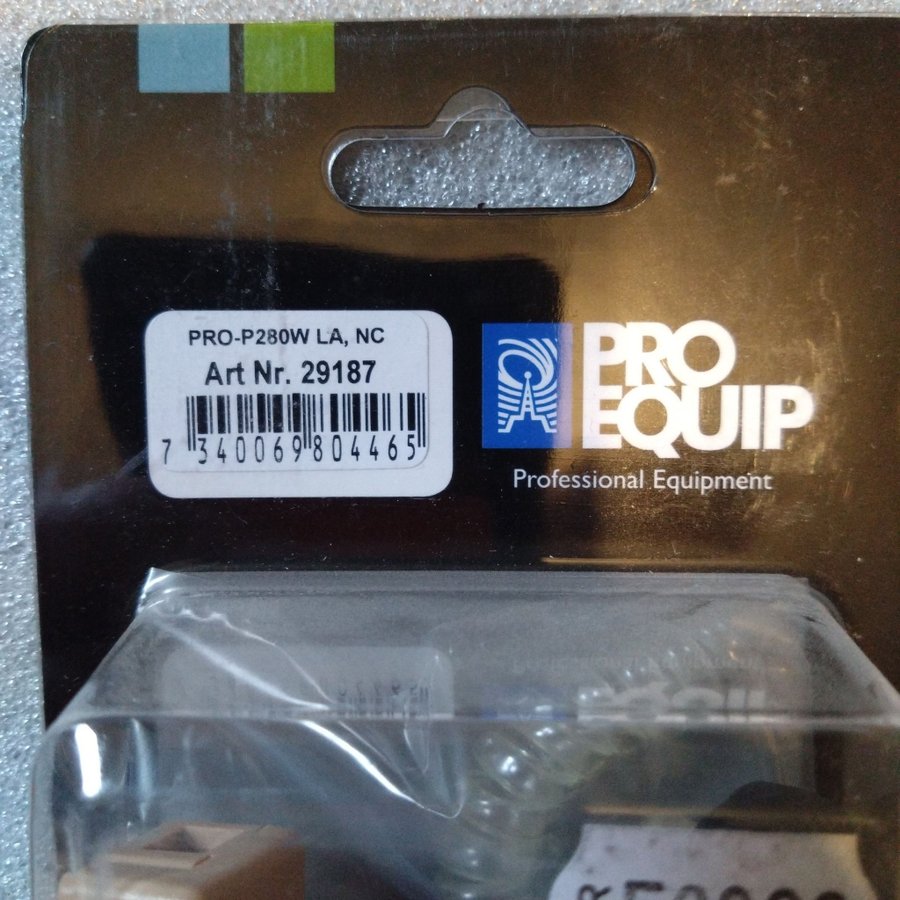 PRO-P280W LA, NC
Art Nr. 29187
7 340069 804465
PRO
EQUIP
Professional Equipment